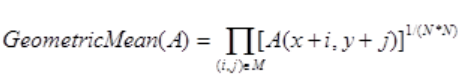 GeometricMean(A) = ∏[A(x+i, y+j)]^{1/(N*N)}
(i,j)∈M